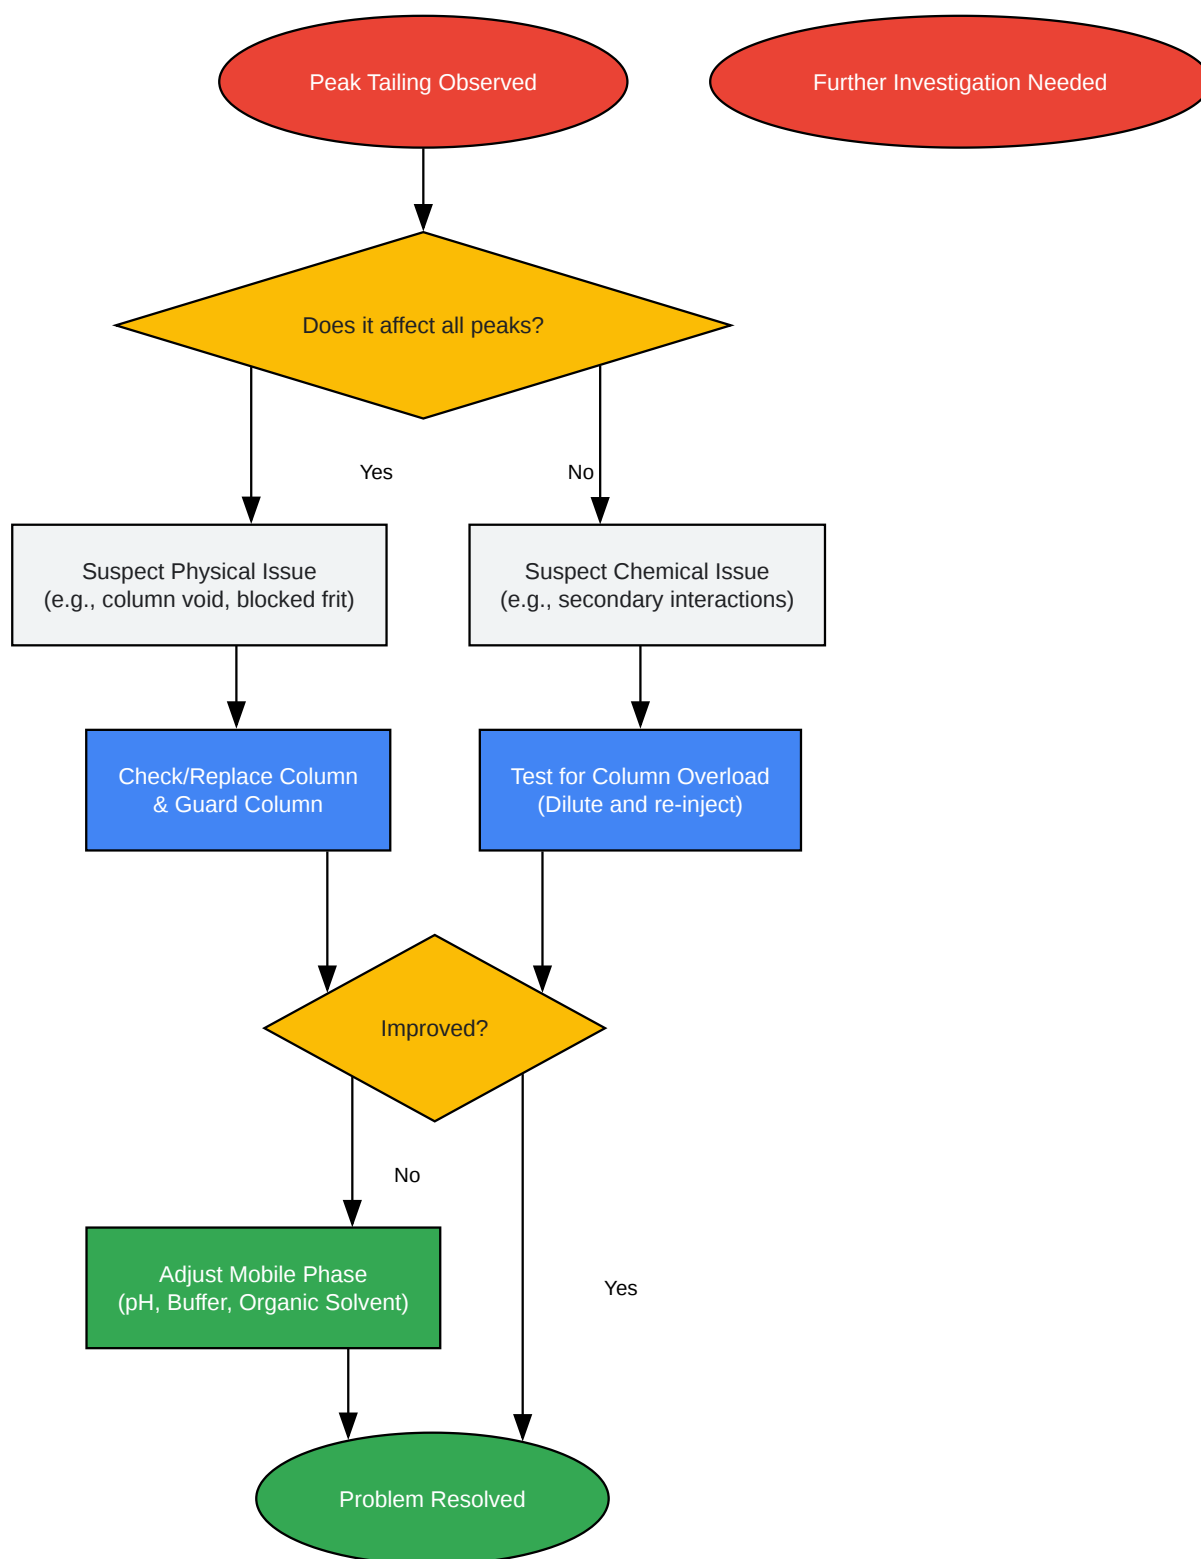 Peak Tailing Observed
Further Investigation Needed
Does it affect all peaks?
Yes
No
Suspect Physical Issue
(e.g., column void, blocked frit)
Suspect Chemical Issue
(e.g., secondary interactions)
Check/Replace Column
& Guard Column
Test for Column Overload
(Dilute and re-inject)
Improved?
No
Adjust Mobile Phase
(pH, Buffer, Organic Solvent)
Yes
Problem Resolved